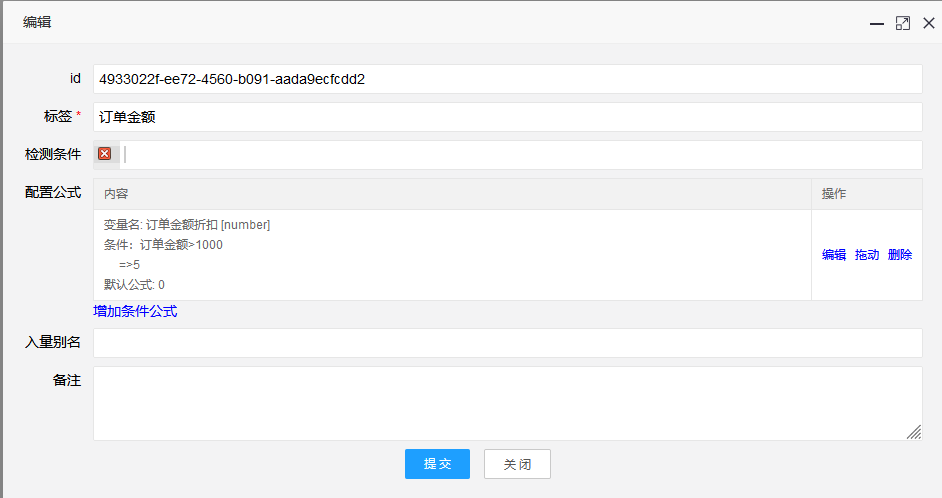 编辑
id 4933022f-ee72-4560-b091-aada9ecfcdd2
标签 * 订单金额
检测条件
配置公式 内容 操作
变量名: 订单金额折扣 [number]
条件：订单金额>1000
=>5
默认公式: 0
编辑 拖动 删除
增加条件公式
入量别名
备注
提交 关闭